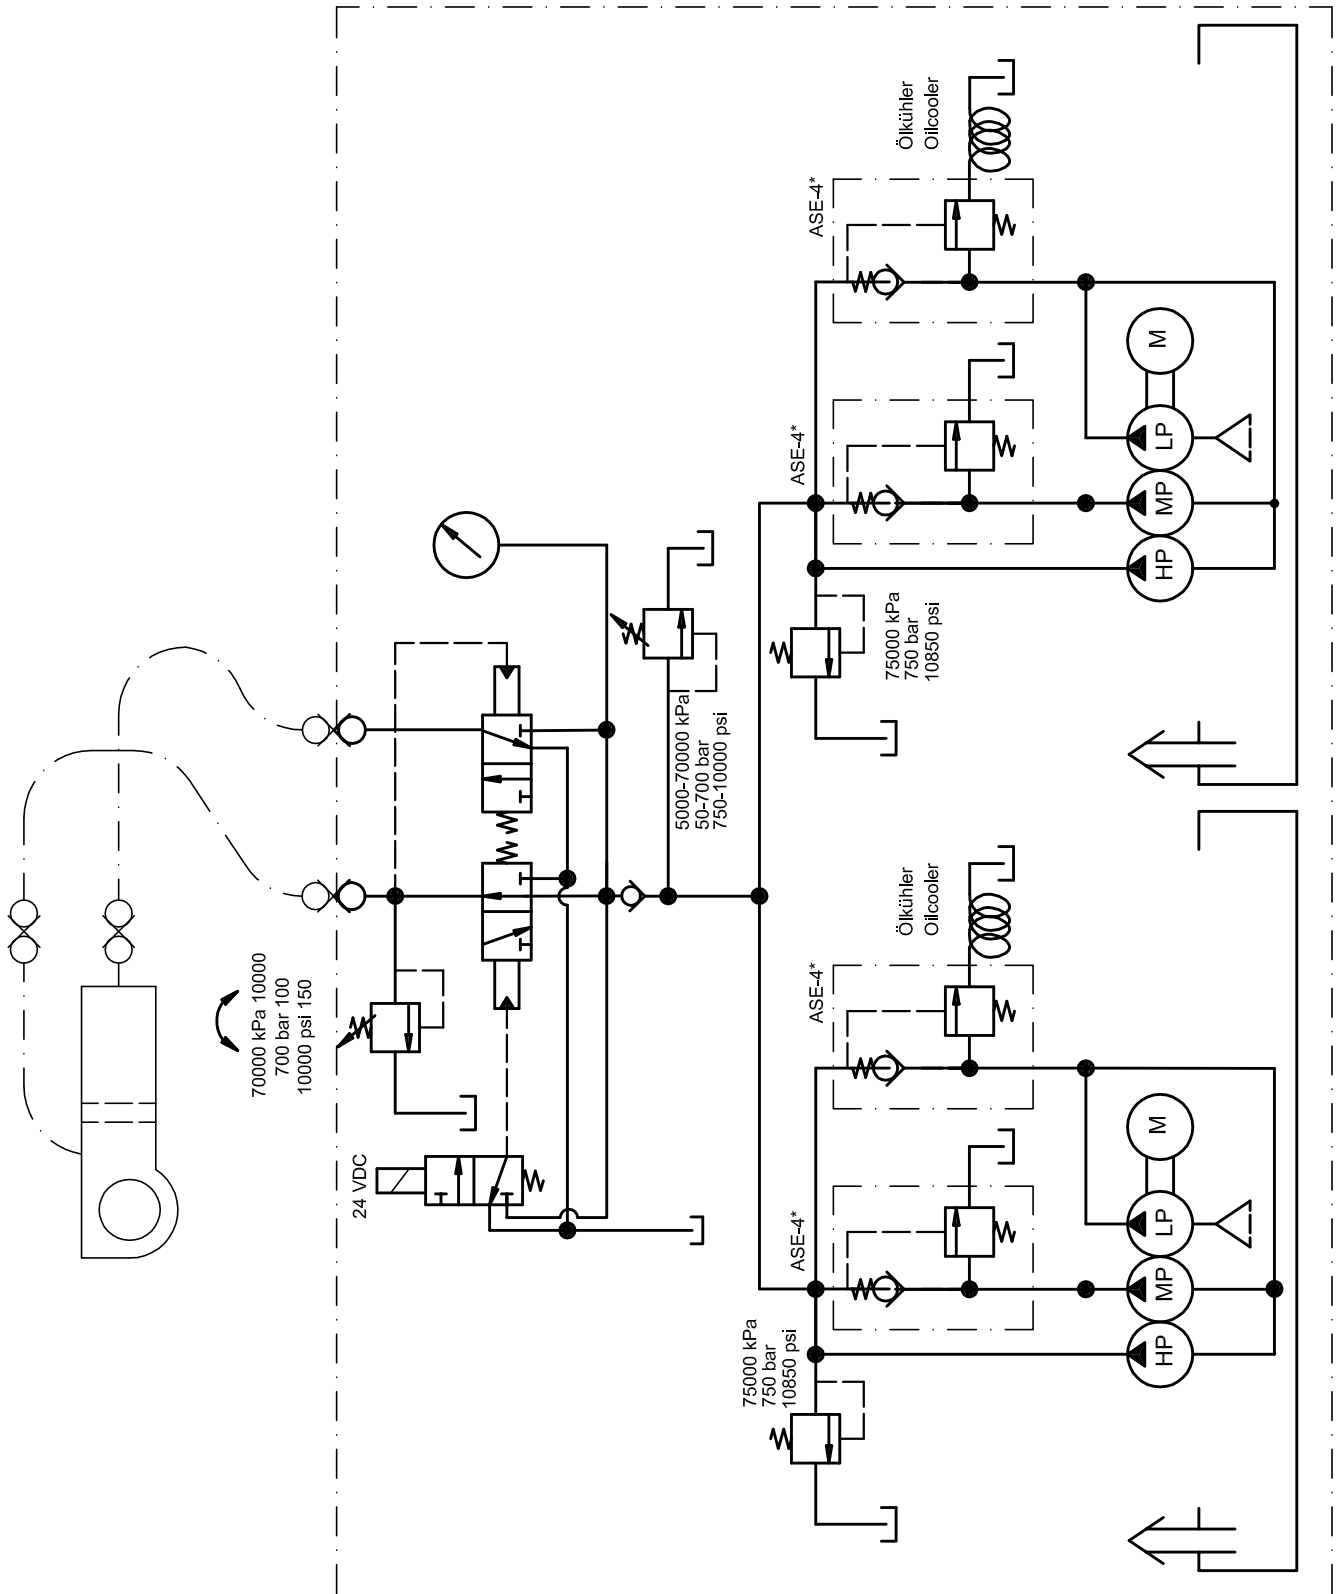 Ölkühler
Oilcooler
ASE-4*
M
LP
MP
HP
ASE-4*
75000 kPa
750 bar
10850 psi
5000-70000 kPa
50-700 bar
750-10000 psi
70000 kPa 10000
700 bar 100
10000 psi 150
24 VDC
Ölkühler
Oilcooler
ASE-4*
M
LP
MP
HP
ASE-4*
75000 kPa
750 bar
10850 psi